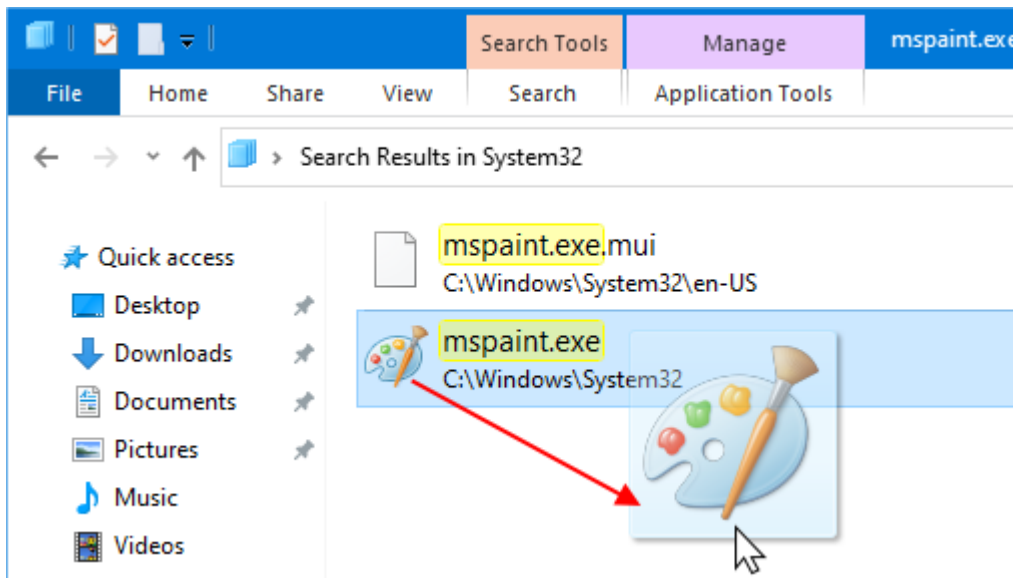 Search Tools
Manage
mspaint.exe
File
Home
Share
View
Search
Application Tools
Search Results in System32
Quick access
Desktop
Downloads
Documents
Pictures
Music
Videos
mspaint.exe.mui
C:\Windows\System32\en-US
mspaint.exe
C:\Windows\System32